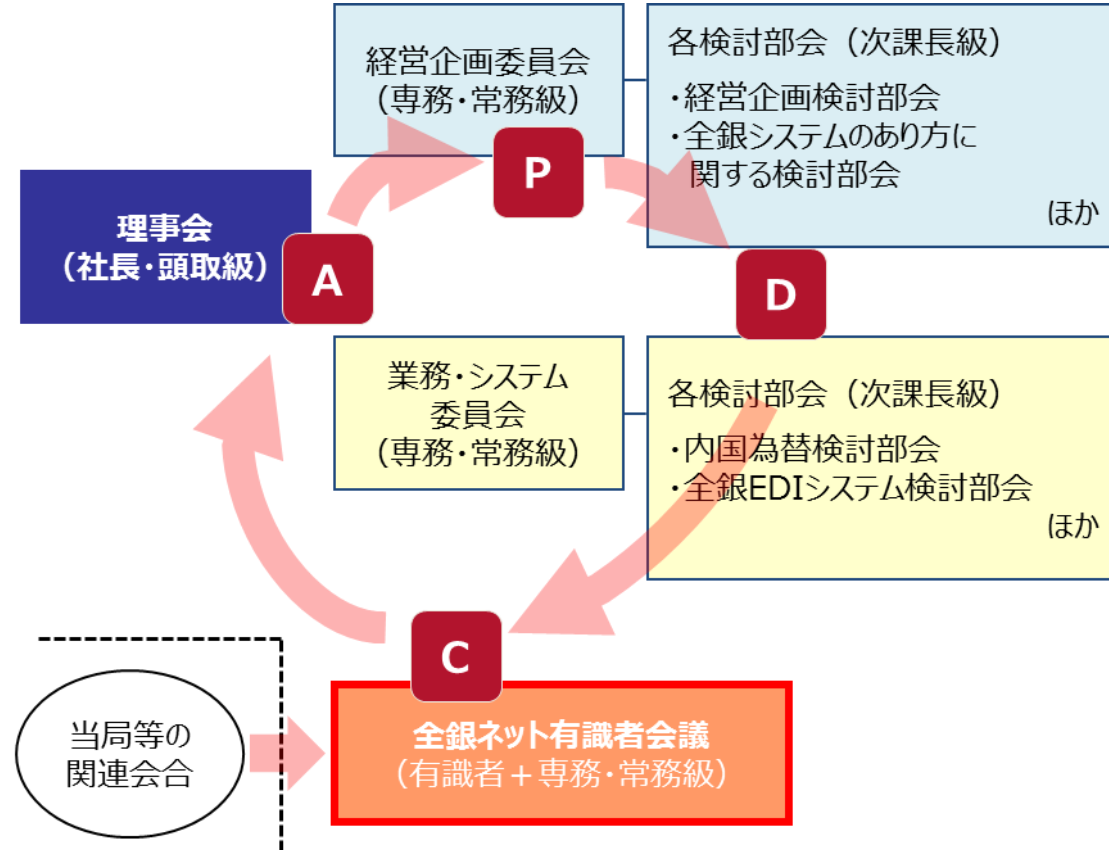 経営企画委員会
(専務・常務級)
各検討部会(次課長級)
・経営企画検討部会
・全銀システムのあり方に
関する検討部会
ほか
P
理事会
(社長・頭取級)
A
D
業務・システム
委員会
(専務・常務級)
各検討部会(次課長級)
・内国為替検討部会
・全銀EDIシステム検討部会
ほか
C
当局等の
関連会合
全銀ネット有識者会議
(有識者+専務・常務級)